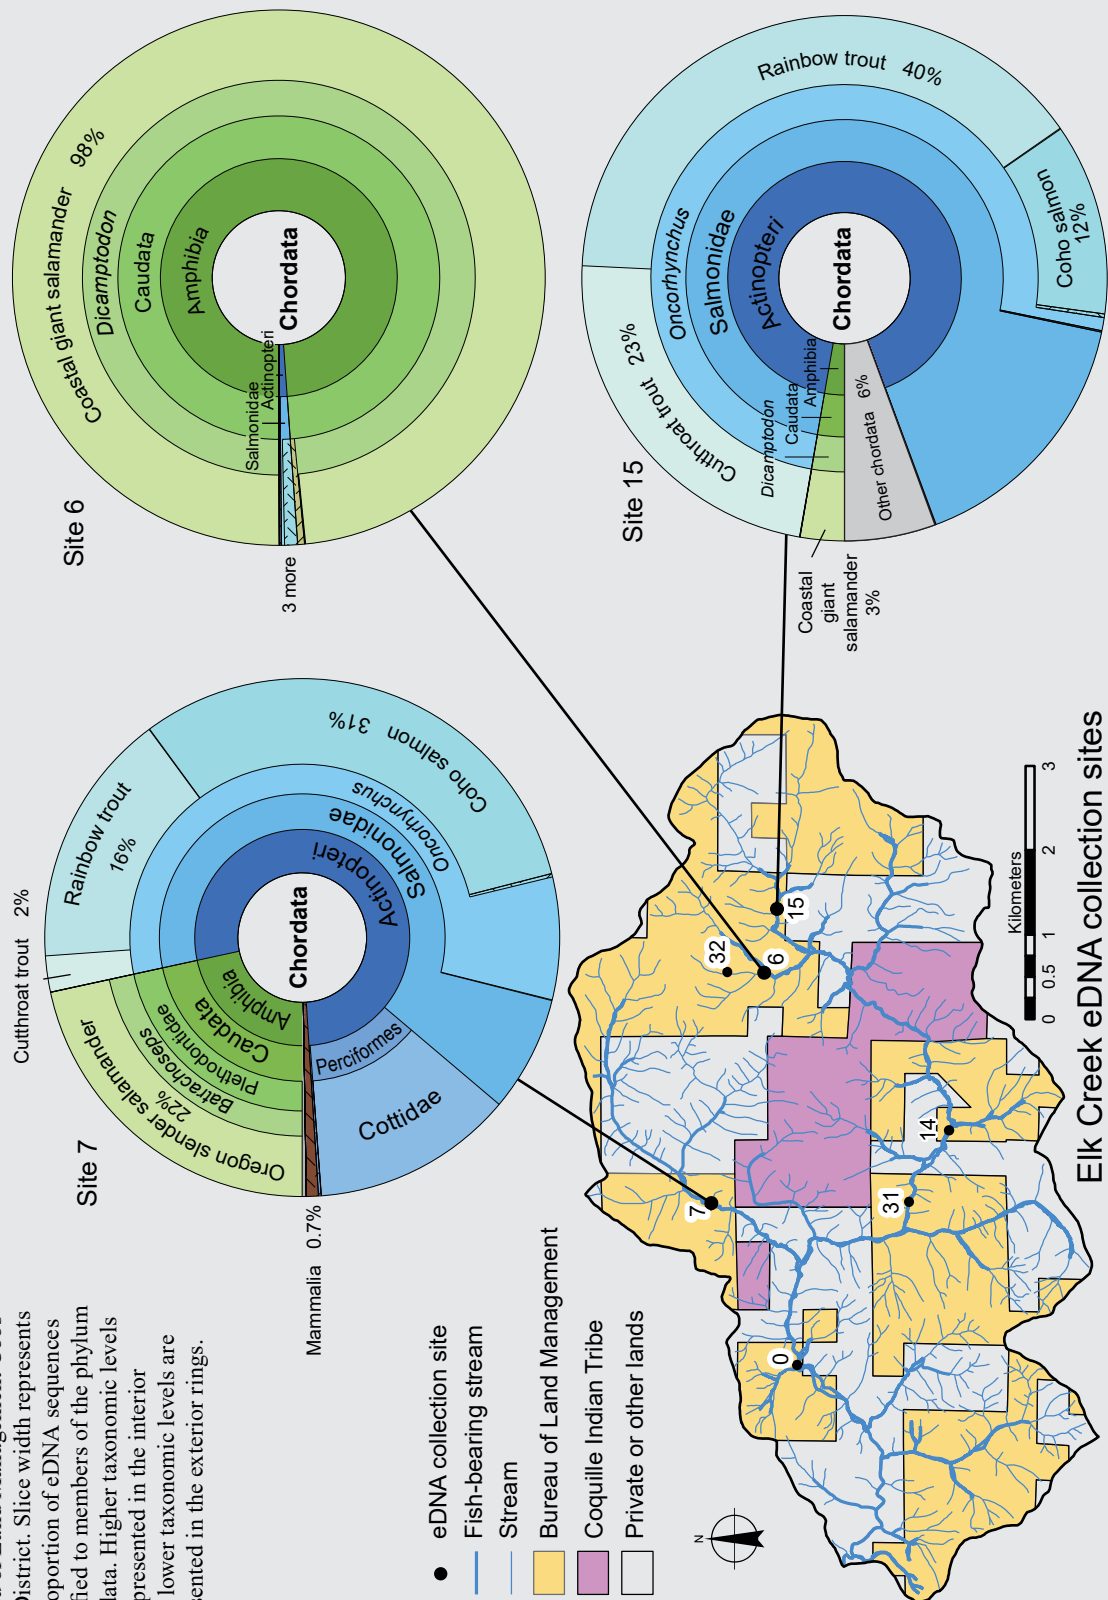 District. Slice width represents
of eDNA sequences
to members of the phylum
Higher taxonomic levels
in the interior
lower taxonomic levels are
in the exterior rings.
Site 7
Cutthroat trout 2%
Rainbow trout
16%
Coho salmon 31%
Oncorhynchus
Salmonidae
Actinopteri
Chordata
Amphibia
Caudata
Plethodontidae
Batrachoseps
22%
Oregon slender salamander
Perciformes
Cottidae
Mammalia 0.7%
Site 6
Coastal giant salamander 98%
Dicamptodon
Caudata
Amphibia
Chordata
Actinopteri
Salmonidae
3 more
Site 15
Rainbow trout 40%
Cutthroat trout 23%
Coho salmon
12%
Oncorhynchus
Salmonidae
Actinopteri
Chordata
Amphibia
Caudata
Dicamptodon
Other chordata 6%
Coastal
giant
salamander
3%
eDNA collection site
Fish-bearing stream
Stream
Bureau of Land Management
Coquille Indian Tribe
Private or other lands
N
0
7
31
14
32
6
15
Kilometers
0 0.5 1 2 3
Elk Creek eDNA collection sites